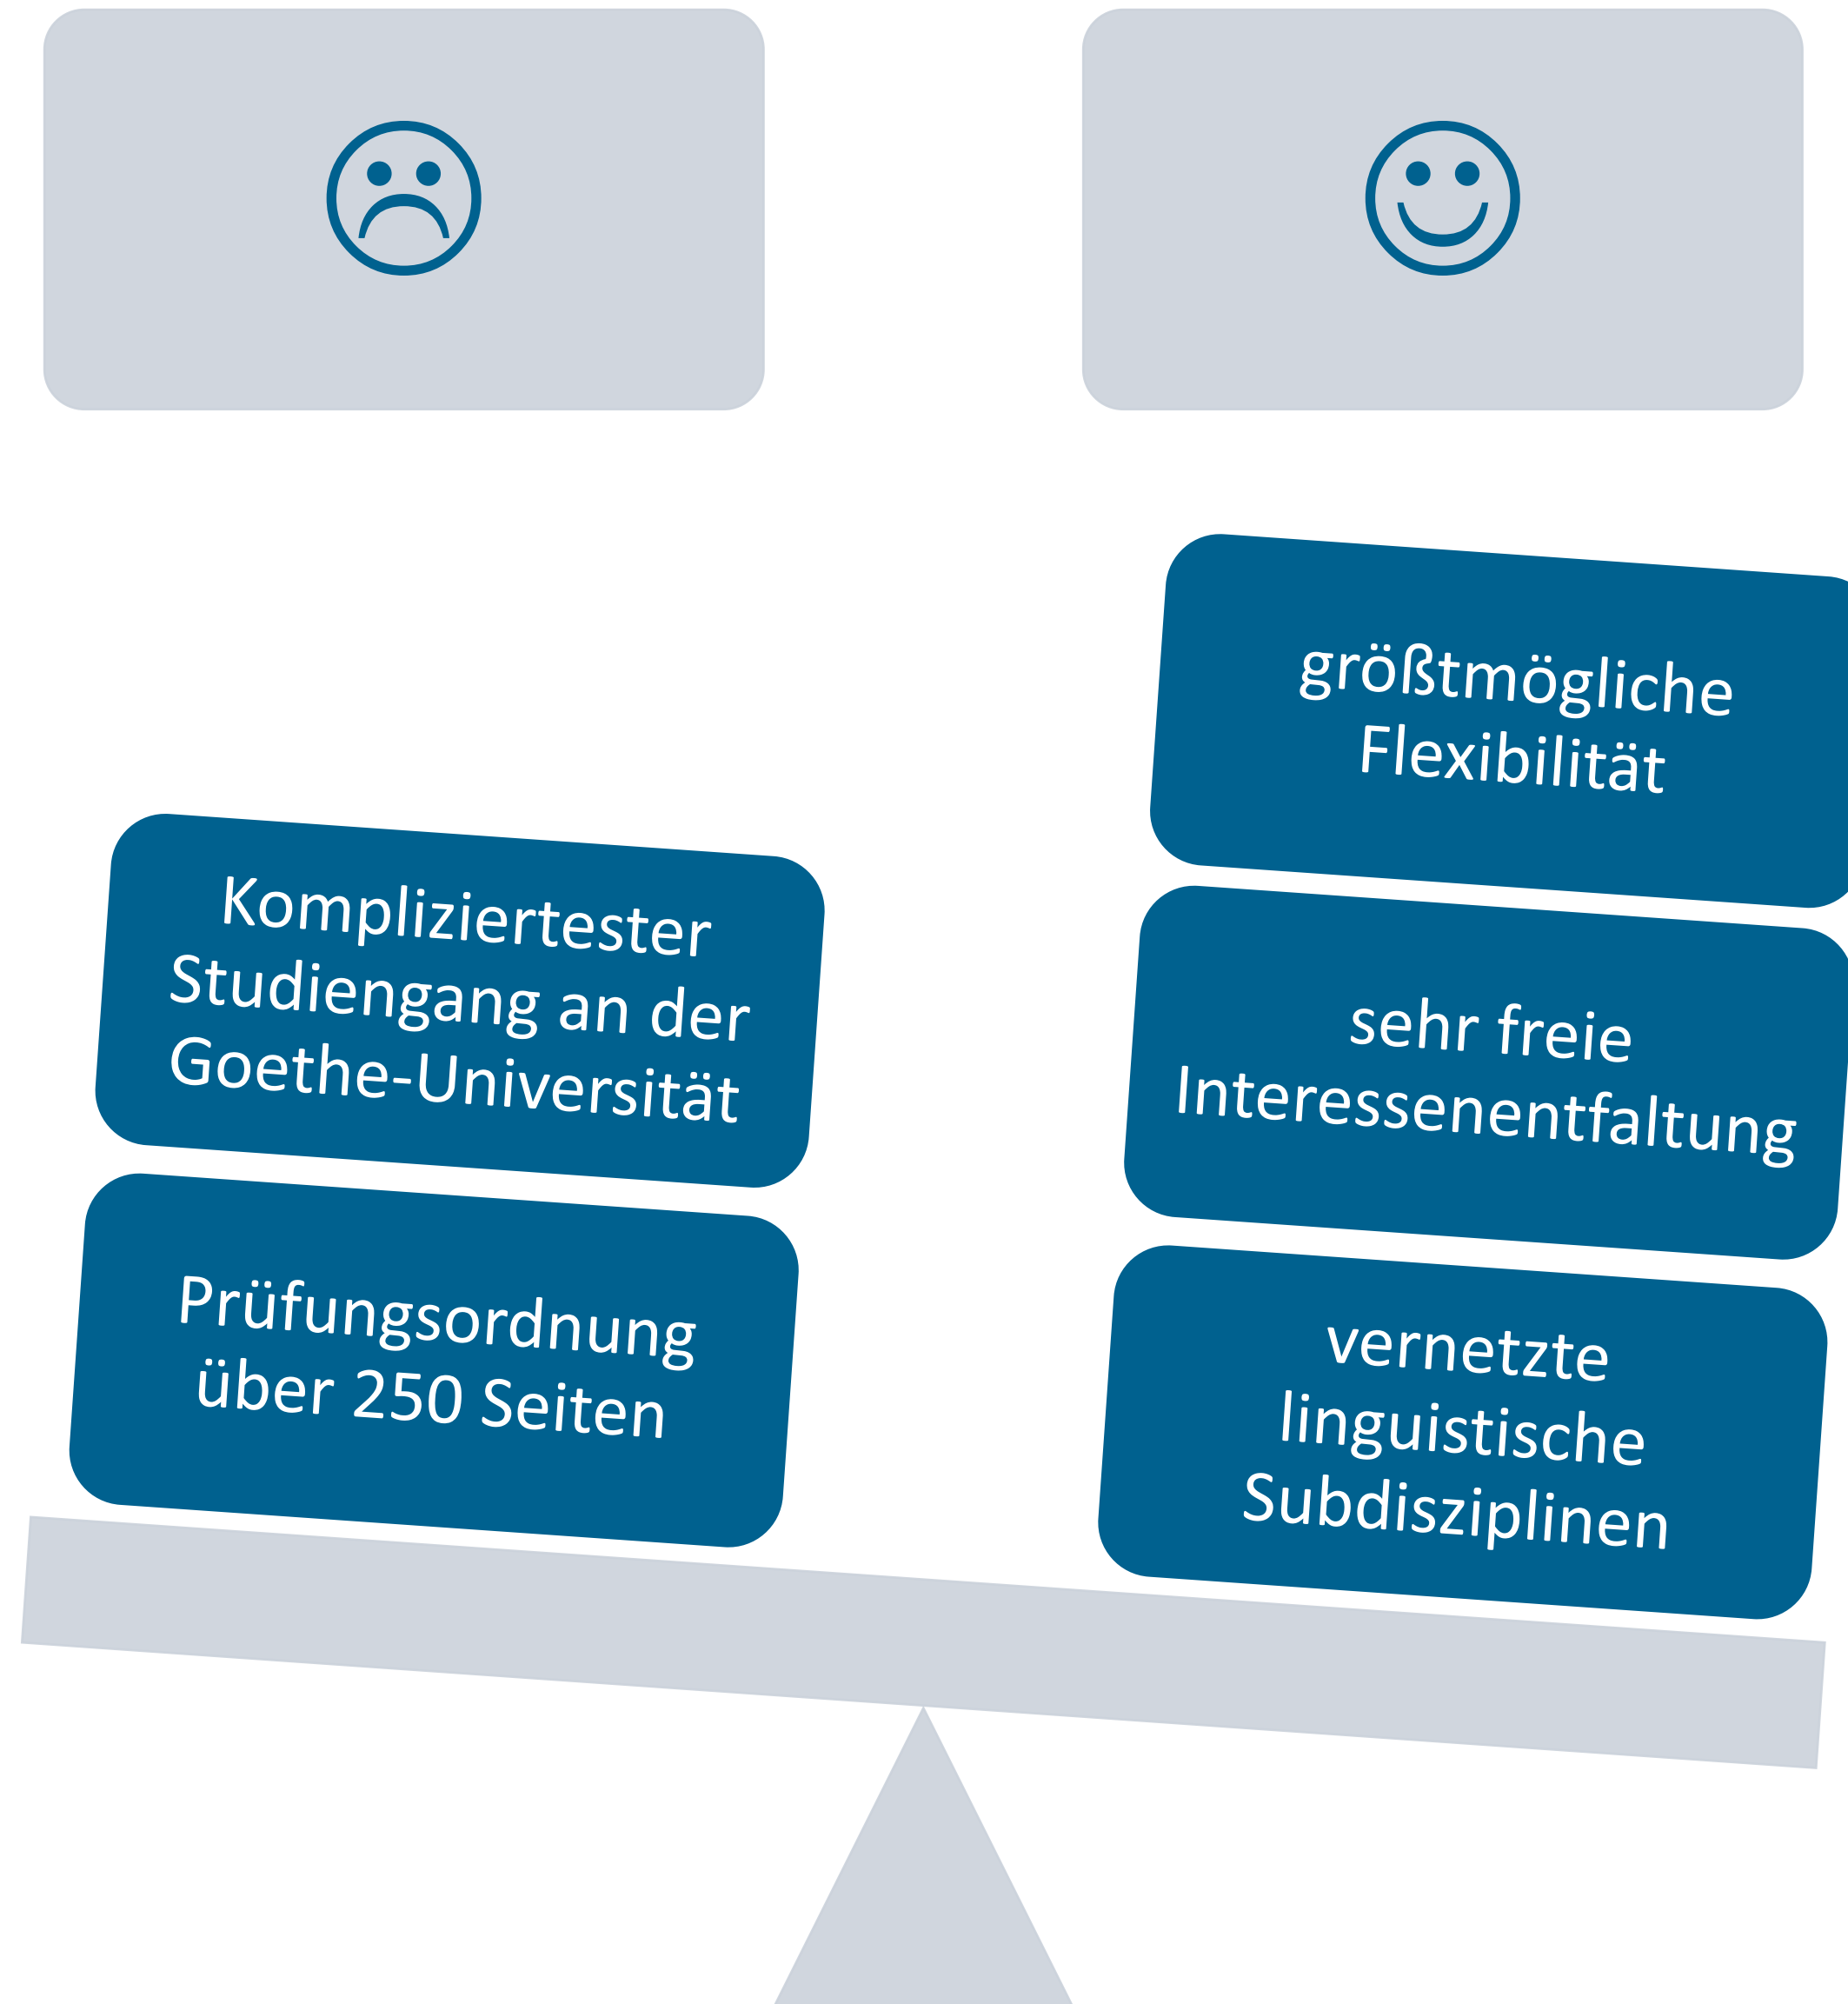 Kompliziertester
Studiengang an der
Goethe-Universität
Prüfungsordnung
über 250 Seiten
größtmögliche
Flexibilität
sehr freie
Interessenentfaltung
vernetzte
linguistische
Subdisziplinen